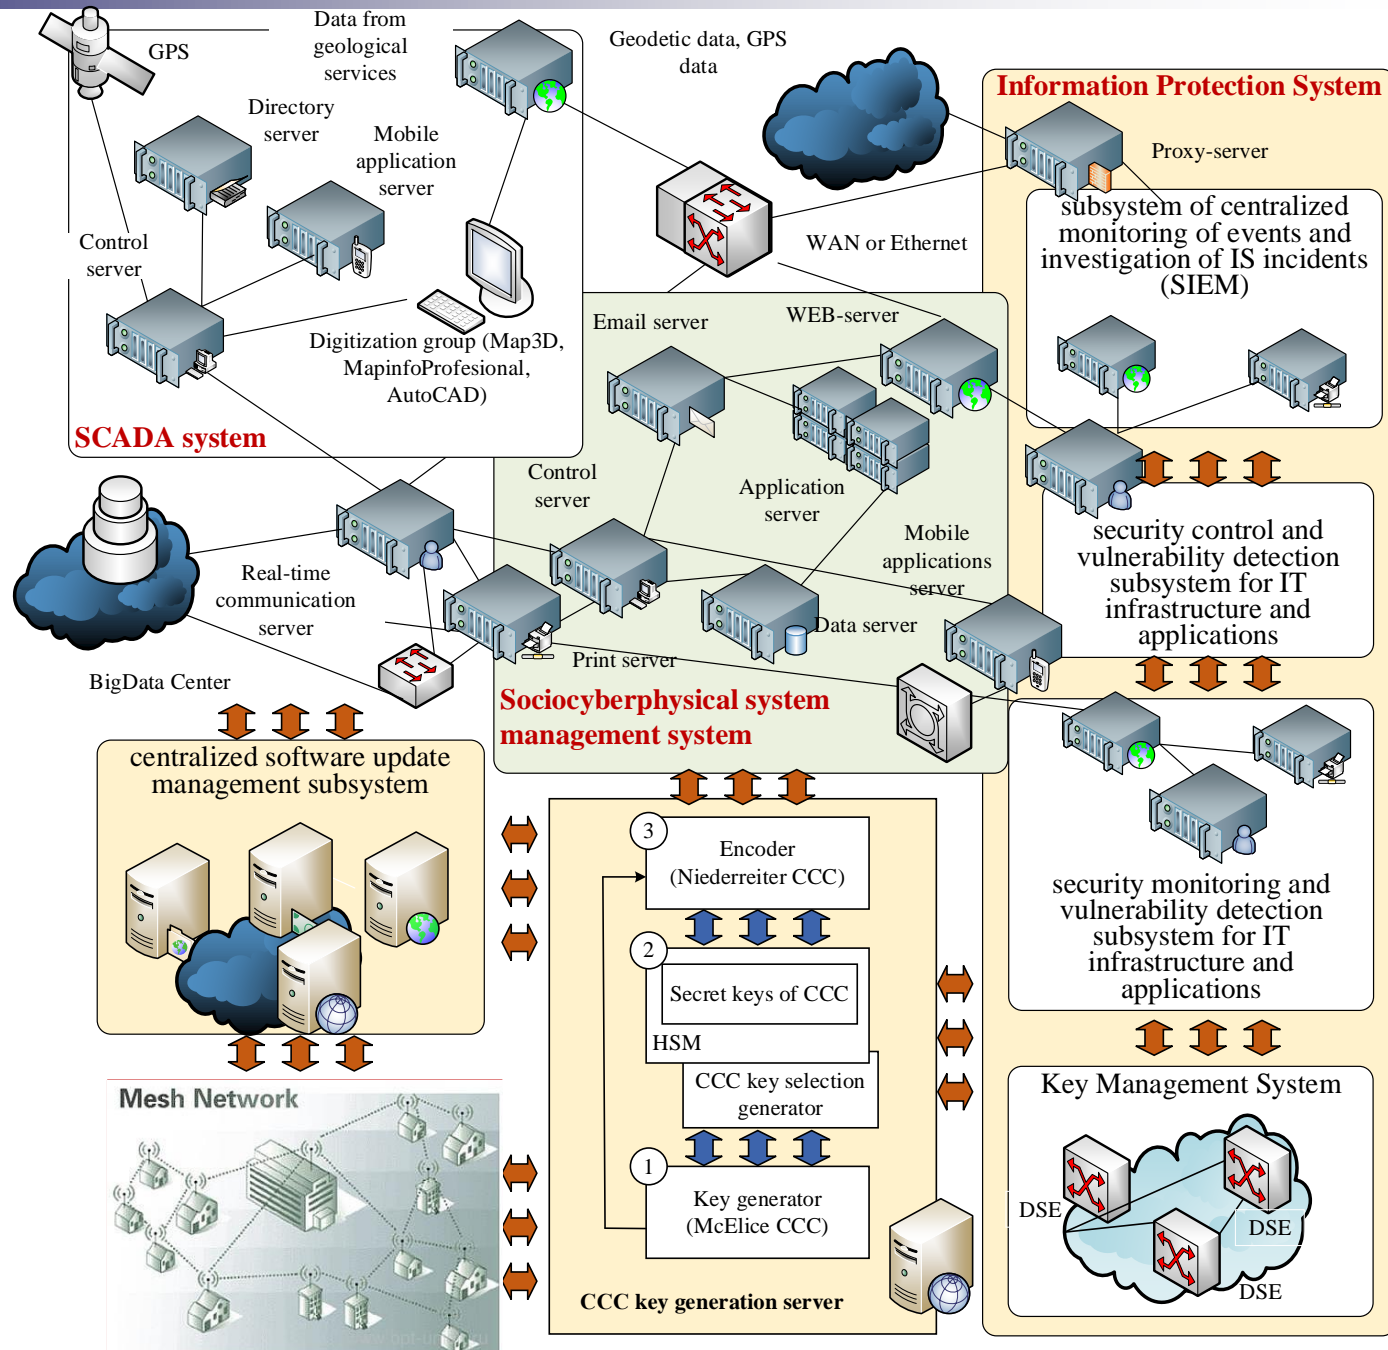 GPS
Data from
geological
services
Geodetic data, GPS
data
Information Protection System
Directory
server
Mobile
application
server
Proxy-server
Control
server
WAN or Ethernet
subsystem of centralized
monitoring of events and
investigation of IS incidents
(SIEM)
Digitization group (Map3D,
MapinfoProfesional,
AutoCAD)
SCADA system
Email server
WEB-server
Control
server
Application
server
Mobile
applications
server
security control and
vulnerability detection
subsystem for IT
infrastructure and
applications
Real-time
communication
server
Data server
Print server
BigData Center
Sociocyberphysical system
management system
centralized software update
management subsystem
3
Encoder
(Niederreiter CCC)
2
Secret keys of CCC
HSM
CCC key selection
generator
1
Key generator
(McElice CCC)
CCC key generation server
security monitoring and
vulnerability detection
subsystem for IT
infrastructure and
applications
Key Management System
DSE
DSE
DSE
Mesh Network